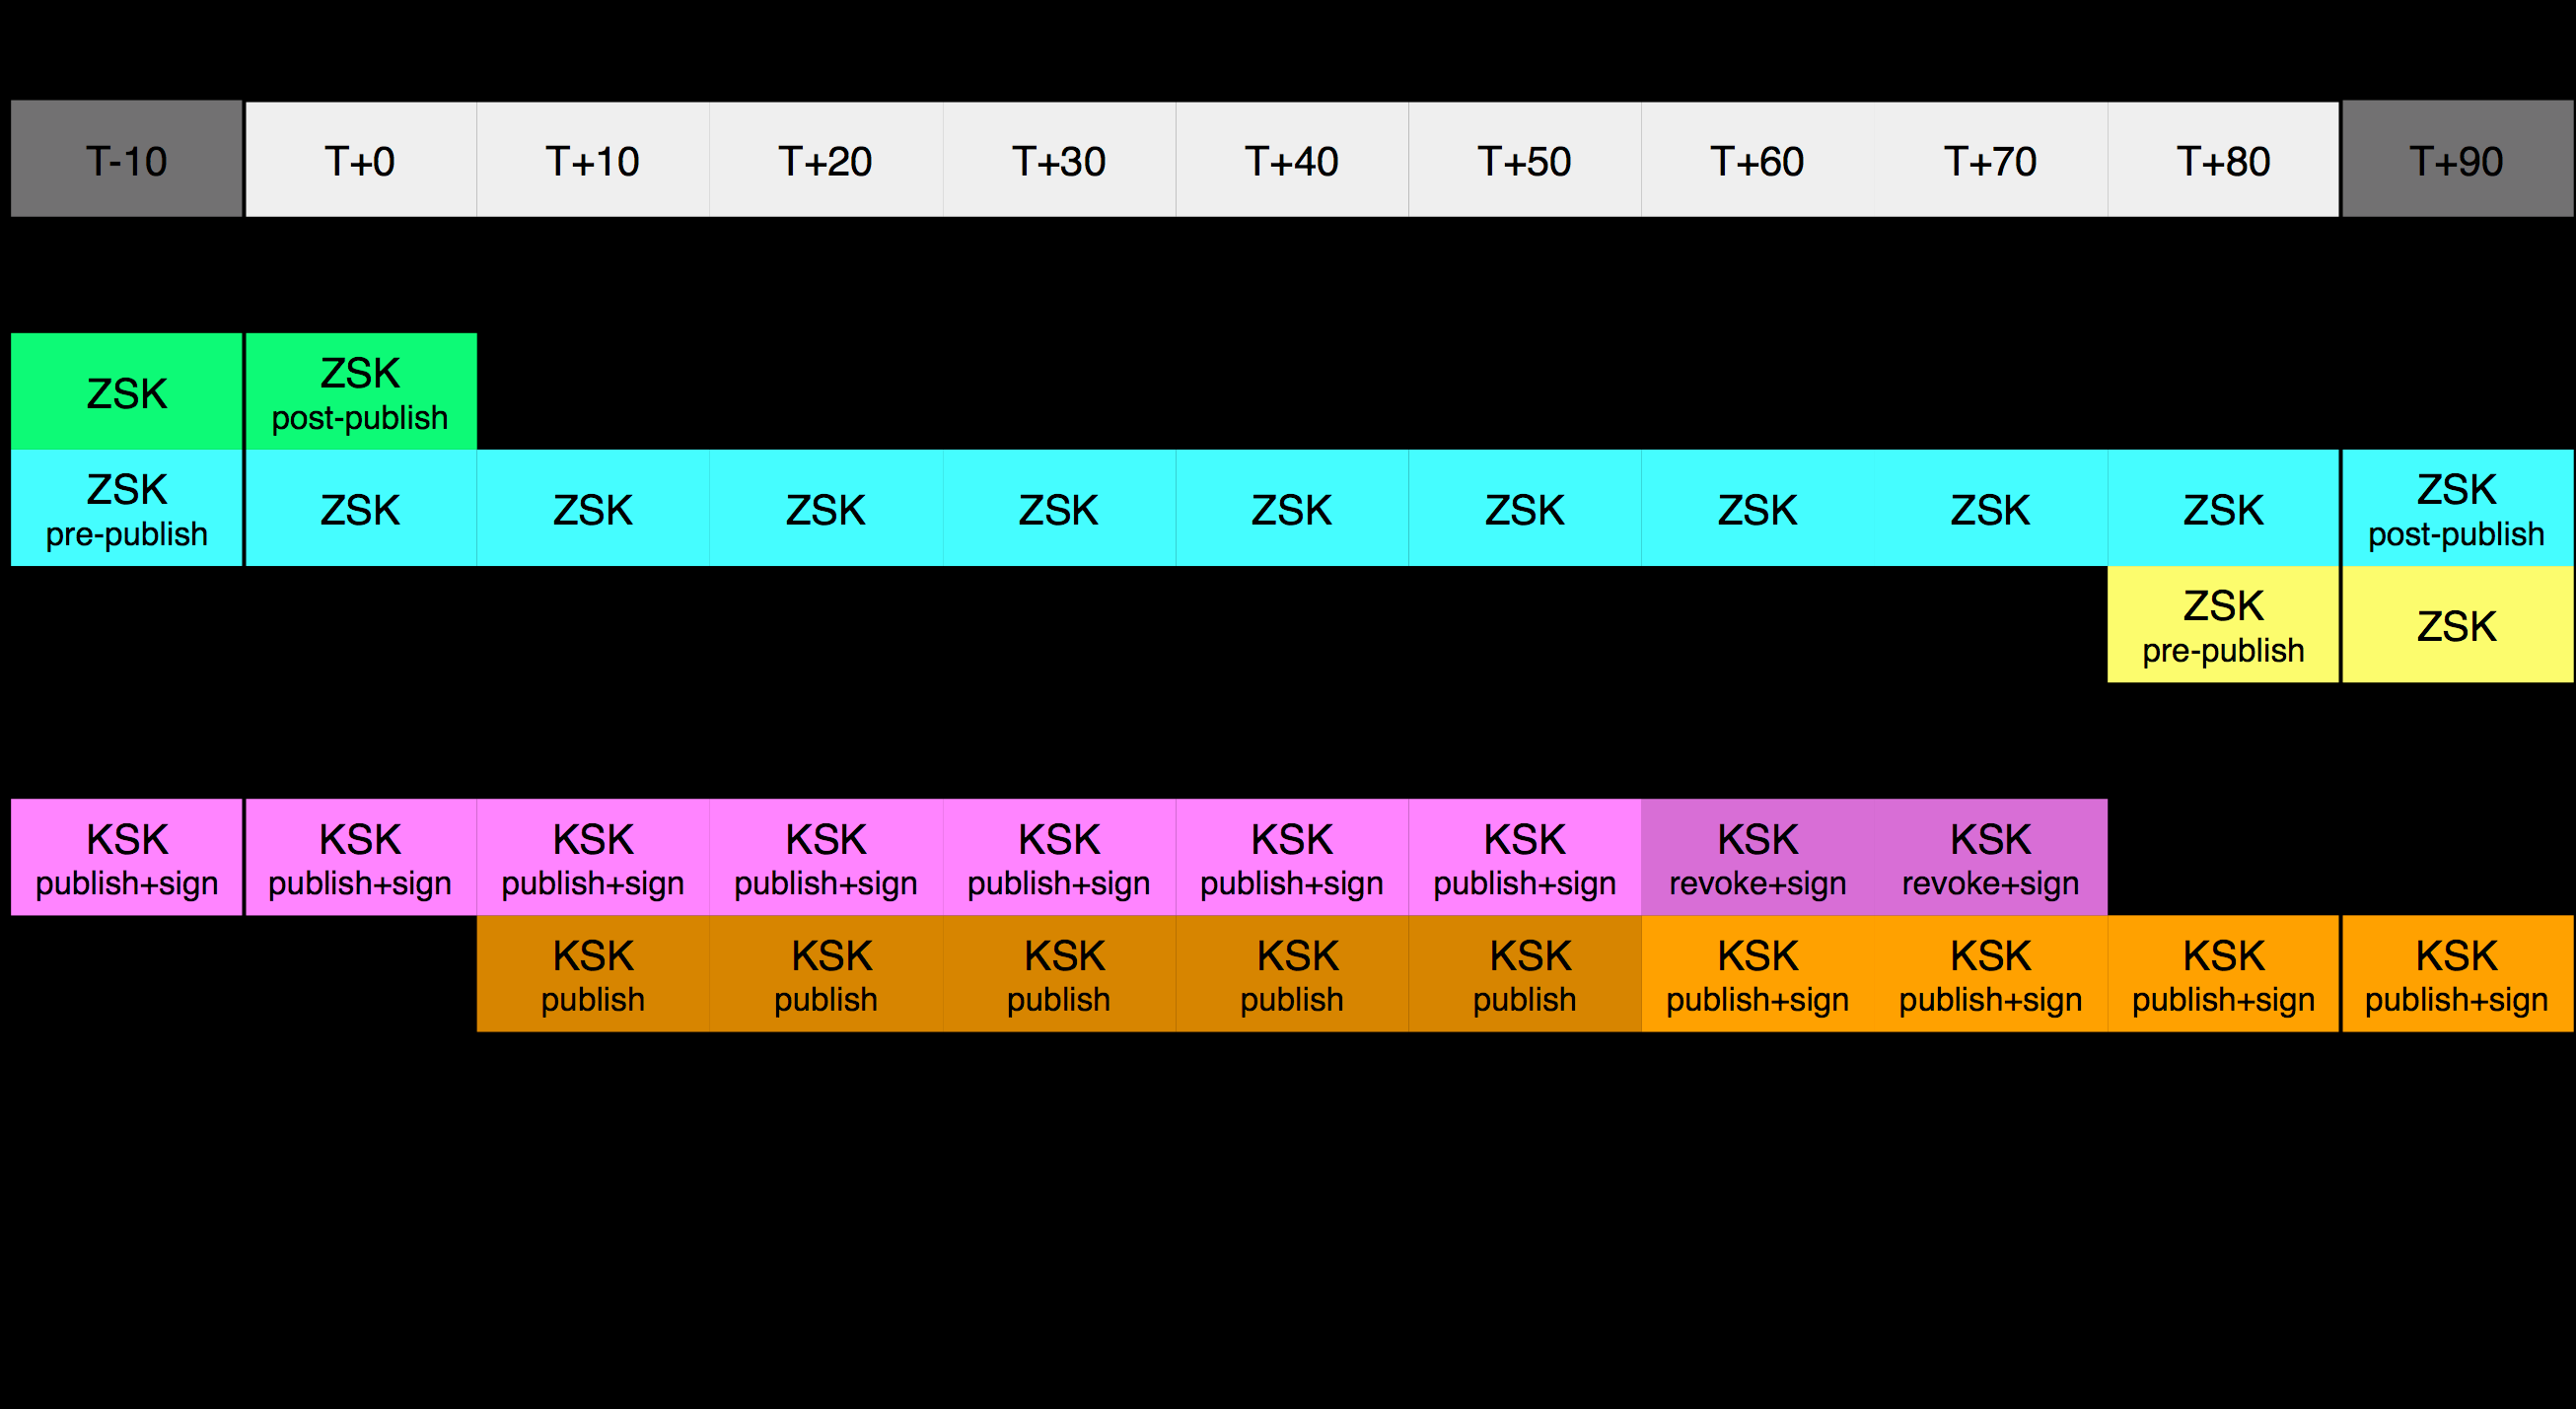 T-10 T+0 T+10 T+20 T+30 T+40 T+50 T+60 T+70 T+80 T+90
ZSK ZSK
post-publish
ZSK ZSK ZSK ZSK ZSK ZSK ZSK ZSK ZSK ZSK ZSK
pre-publish post-publish
ZSK ZSK
pre-publish
KSK KSK KSK KSK KSK KSK KSK KSK KSK
publish+sign publish+sign publish+sign publish+sign publish+sign publish+sign publish+sign revoke+sign revoke+sign
KSK KSK KSK KSK KSK KSK KSK KSK KSK
publish publish publish publish publish publish+sign publish+sign publish+sign publish+sign